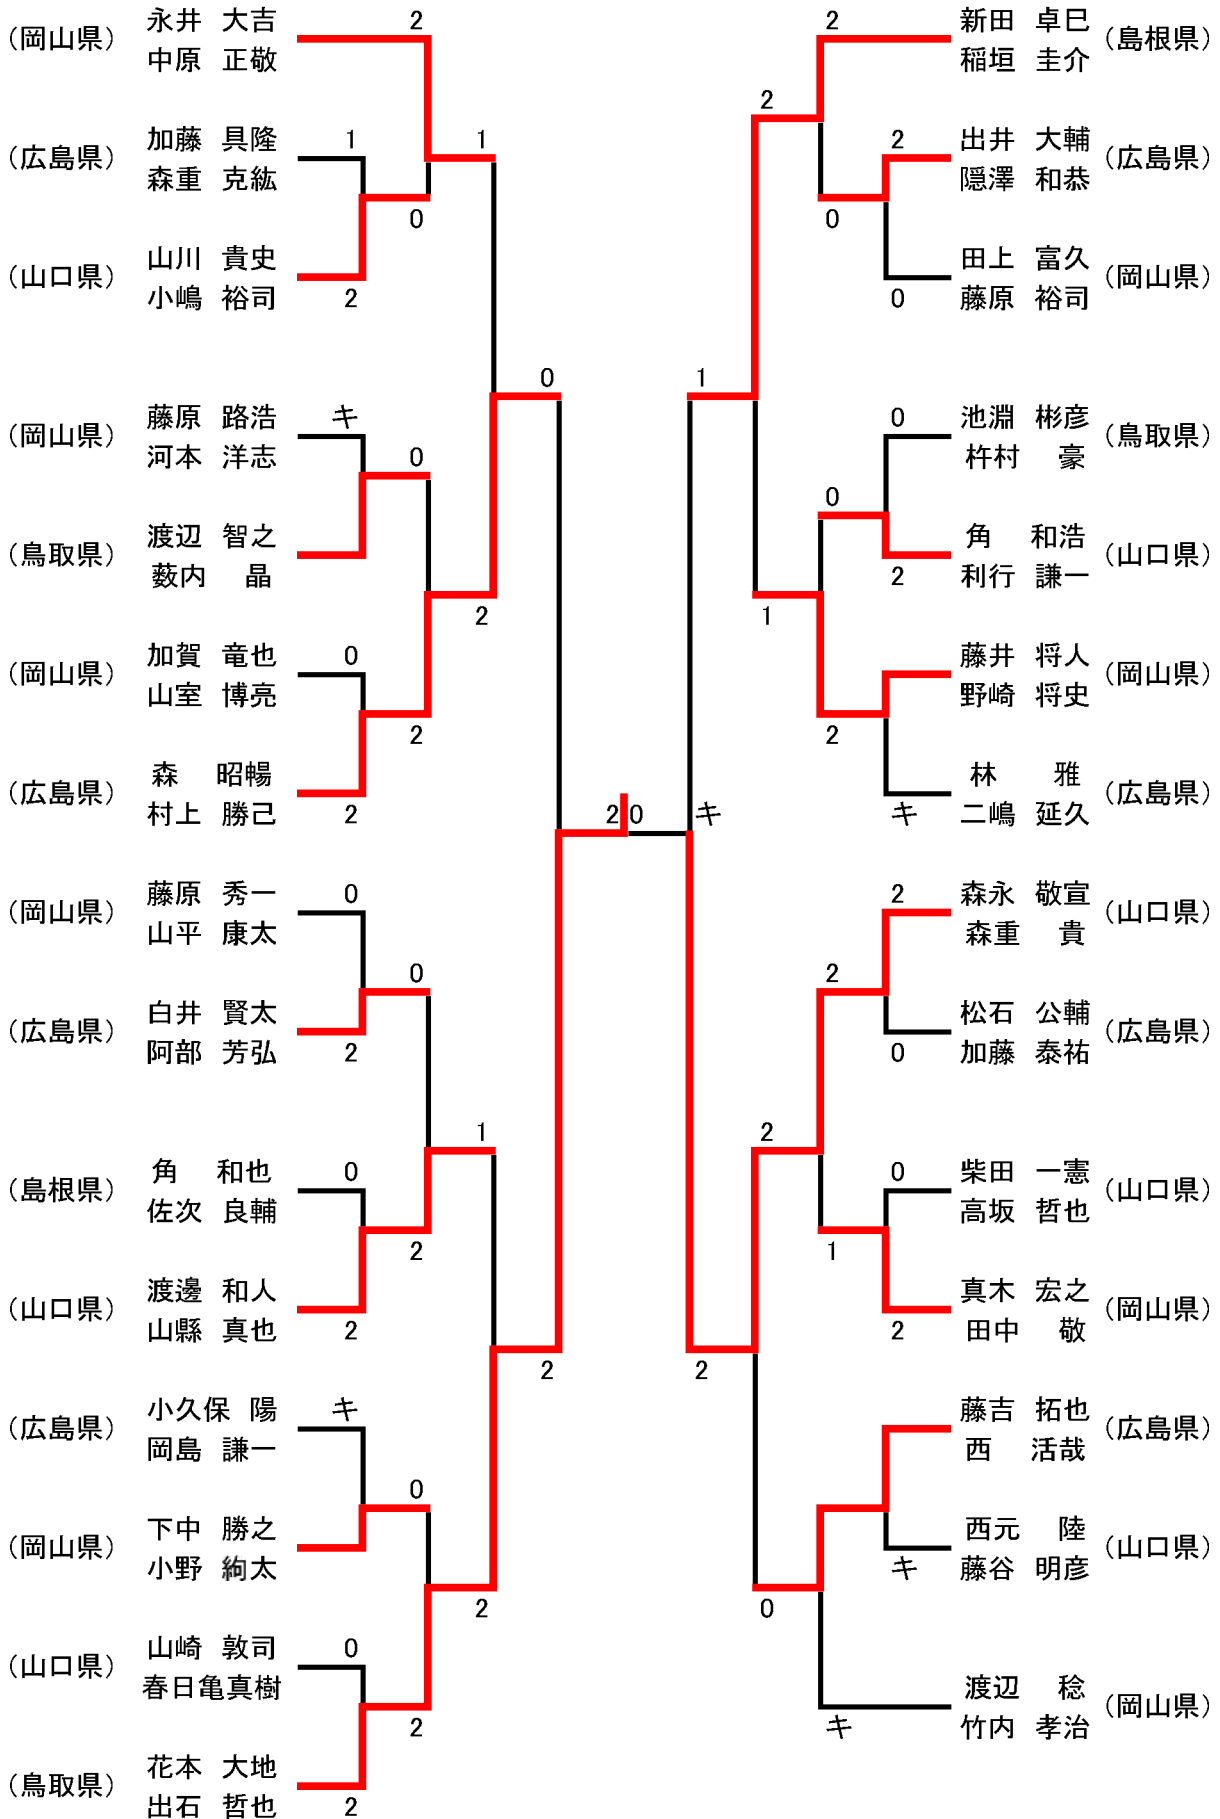 (岡山県) 永井 大吉 2
中原 正敬
(広島県) 加藤 具隆 1 1
森重 克紘
0
(山口県) 山川 貴史
小嶋 裕司 2
0
(岡山県) 藤原 路浩 キ
河本 洋志 0
(鳥取県) 渡辺 智之
薮内 晶
2
(岡山県) 加賀 竜也 0
山室 博亮
2
(広島県) 森 昭暢
村上 勝己 2
2 0
(岡山県) 藤原 秀一 0
山平 康太
0
(広島県) 白井 賢太
阿部 芳弘 2
1
(島根県) 角 和也 0
佐次 良輔
2
(山口県) 渡邊 和人
山縣 真也 2
2
(広島県) 小久保 陽 キ
岡島 謙一
0
(岡山県) 下中 勝之
小野 絢太
2
(山口県) 山崎 敦司 0
春日亀真樹
2
(鳥取県) 花本 大地
出石 哲也 2
2 新田 卓巳 (島根県)
稲垣 圭介
2
2 出井 大輔 (広島県)
隠澤 和恭
0
田上 富久 (岡山県)
0 藤原 裕司
1
0 池淵 彬彦 (鳥取県)
杵村 豪
0
角 和浩 (山口県)
2 利行 謙一
1
藤井 将人 (岡山県)
野崎 将史
2
林 雅 (広島県)
キ キ 二嶋 延久
2 森永 敬宣 (山口県)
森重 貴
2
松石 公輔 (広島県)
0 加藤 泰祐
2
0 柴田 一憲 (山口県)
高坂 哲也
1
真木 宏之 (岡山県)
2 田中 敬
2
藤吉 拓也 (広島県)
西 活哉
西元 陸 (山口県)
キ 藤谷 明彦
0
渡辺 稔 (岡山県)
キ 竹内 孝治